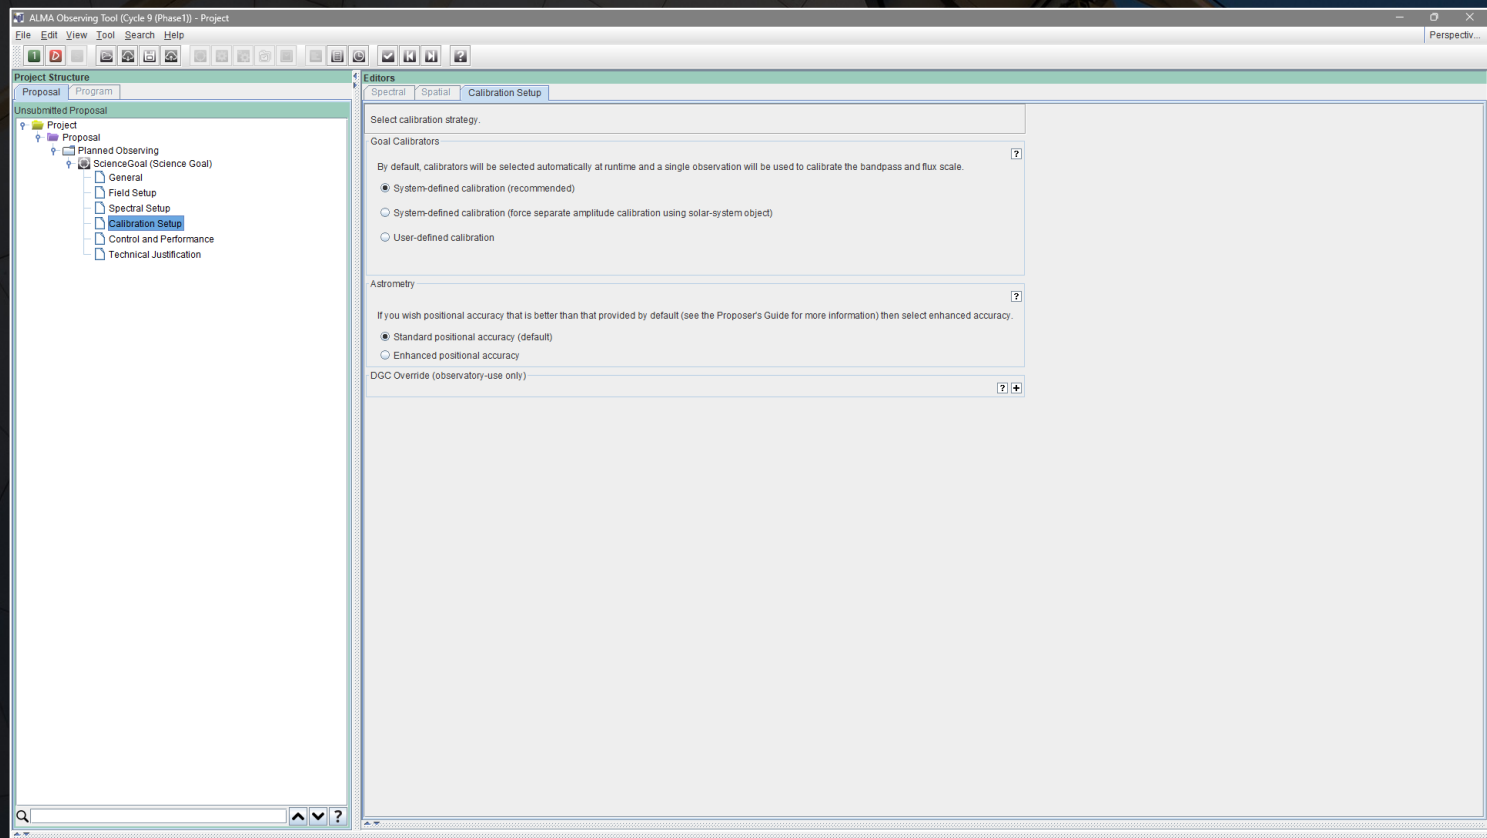 ALMA Observing Tool (Cycle 9 (Phase1)) - Project
File Edit View Tool Search Help
Perspectiv...
1 D
Project Structure
Proposal Program
Unsubmitted Proposal
Project
Proposal
Planned Observing
ScienceGoal (Science Goal)
General
Field Setup
Spectral Setup
Calibration Setup
Control and Performance
Technical Justification
?
Editors
Spectral Spatial Calibration Setup
Select calibration strategy.
Goal Calibrators
?
By default, calibrators will be selected automatically at runtime and a single observation will be used to calibrate the bandpass and flux scale.
System-defined calibration (recommended)
System-defined calibration (force separate amplitude calibration using solar-system object)
User-defined calibration
Astrometry
?
If you wish positional accuracy that is better than that provided by default (see the Proposer's Guide for more information) then select enhanced accuracy.
Standard positional accuracy (default)
Enhanced positional accuracy
DGC Override (observatory-use only)
? +